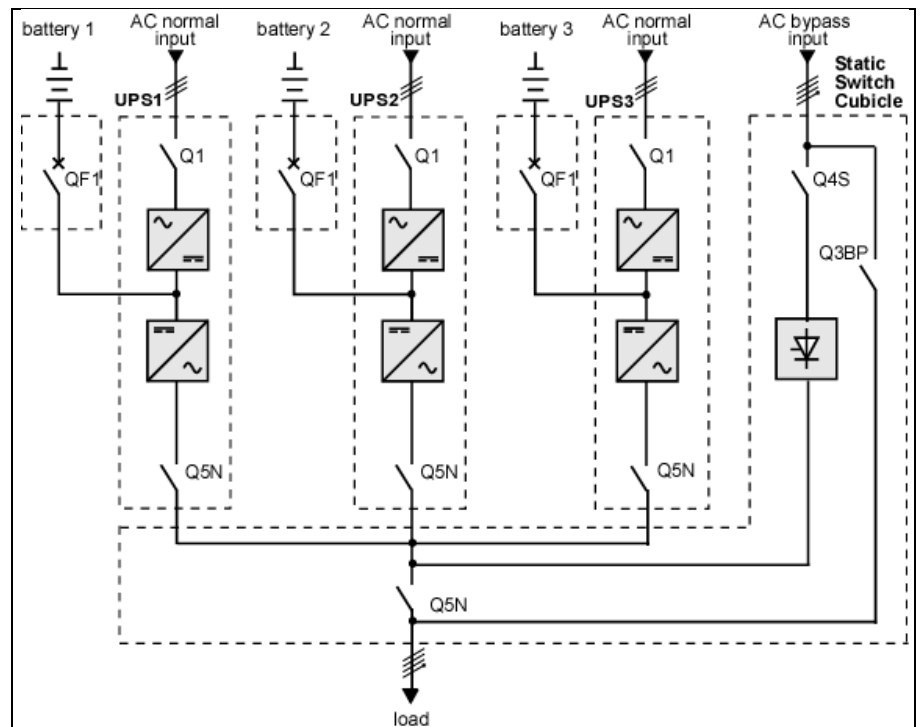 battery 1
AC normal
input
battery 2
AC normal
input
battery 3
AC normal
input
AC bypass
input
UPS1
UPS2
UPS3
Static
Switch
Cubicle
QF1
Q1
QF1
Q1
QF1
Q1
Q4S
Q3BP
Q5N
Q5N
Q5N
Q5N
load